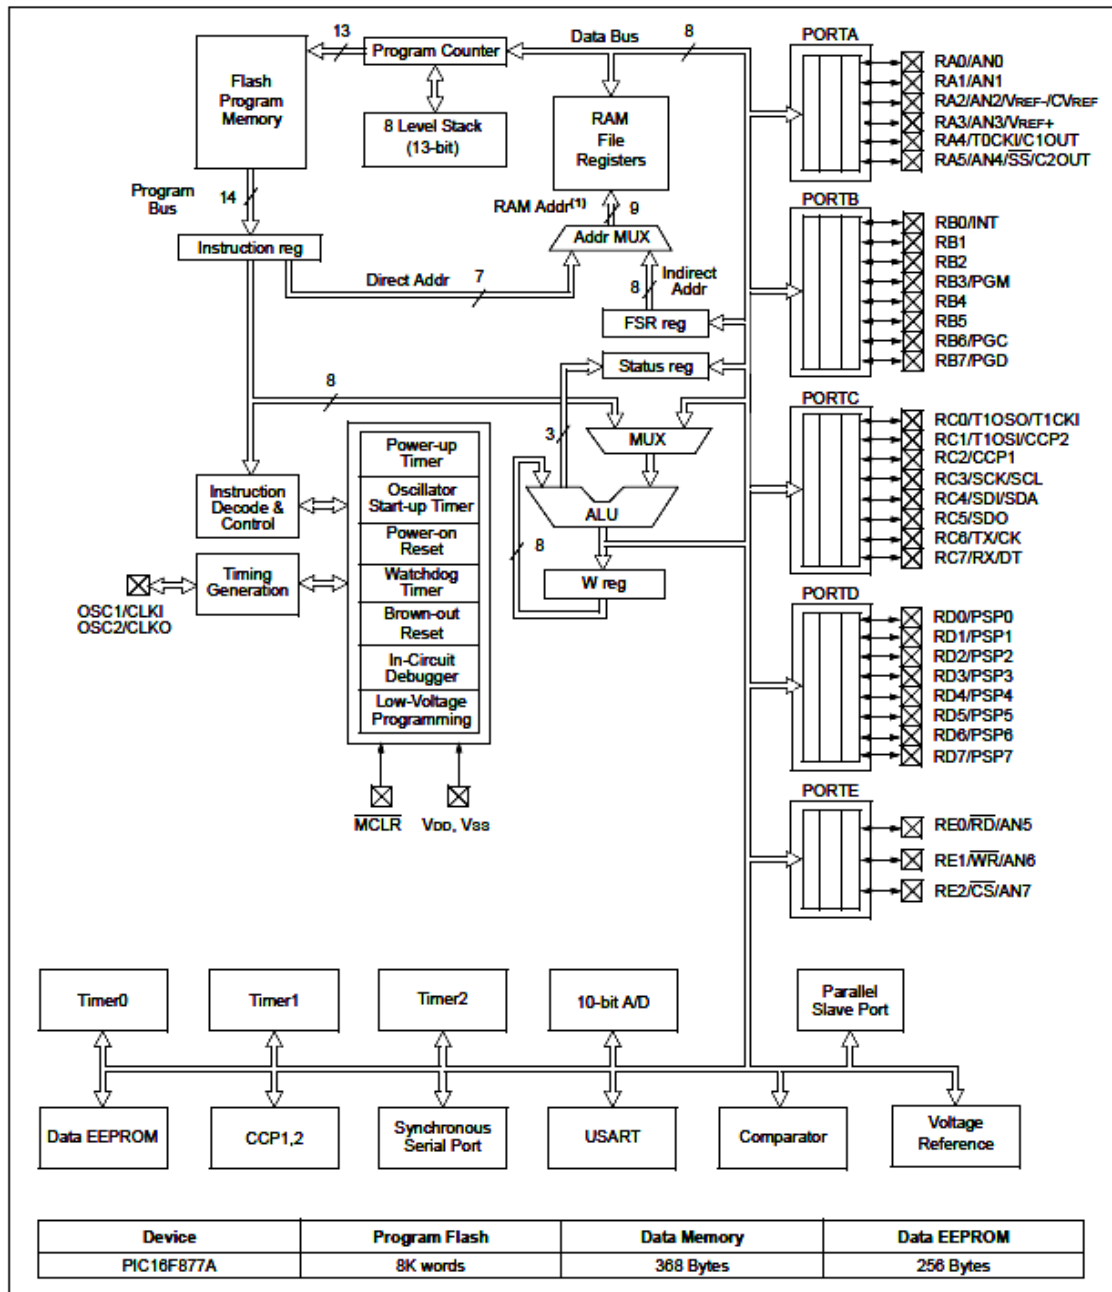 13
Data Bus
8
PORTA
Program Counter
Flash
Program
Memory
8 Level Stack
(13-bit)
RAM
File
Registers
RA0/AN0
RA1/AN1
RA2/AN2/VREF-/CVREF
RA3/AN3/VREF+
RA4/T0CKI/C1OUT
RA5/AN4/SS/C2OUT
Program
Bus
14
RAM Addr(1)
9
PORTB
Instruction reg
Addr MUX
Direct Addr
7
8
Indirect
Addr
FSR reg
Status reg
RB0/INT
RB1
RB2
RB3/PGM
RB4
RB5
RB6/PGC
RB7/PGD
8
3
MUX
PORTC
RC0/T1OSO/T1CKI
RC1/T1OSI/CCP2
RC2/CCP1
RC3/SCK/SCL
RC4/SDI/SDA
RC5/SDO
RC6/TX/CK
RC7/RX/DT
Power-up
Timer
Instruction
Decode &
Control
Oscillator
Start-up Timer
ALU
Power-on
Reset
8
Timing
Generation
Watchdog
Timer
W reg
OSC1/CLKI
OSC2/CLKO
Brown-out
Reset
In-Circuit
Debugger
Low-Voltage
Programming
MCLR
VDD, VSS
PORTD
RD0/PSP0
RD1/PSP1
RD2/PSP2
RD3/PSP3
RD4/PSP4
RD5/PSP5
RD6/PSP6
RD7/PSP7
PORTE
RE0/RD/AN5
RE1/WR/AN6
RE2/CS/AN7
Timer0
Timer1
Timer2
10-bit A/D
Parallel
Slave Port
Data EEPROM
CCP1,2
Synchronous
Serial Port
USART
Comparator
Voltage
Reference
Device Program Flash Data Memory Data EEPROM
PIC16F877A 8K words 368 Bytes 256 Bytes